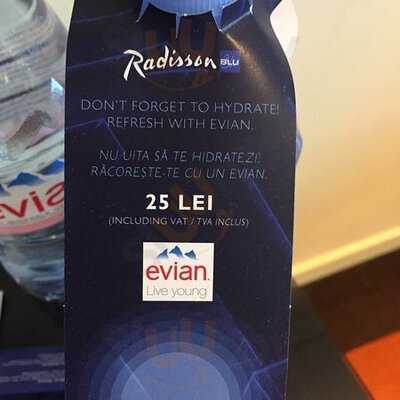 Radisson BLU
DON'T FORGET TO HYDRATE!
REFRESH WITH EVIAN.
NU UITA SĂ TE HIDRATEZI!
RĂCOREȘTE-TE CU UN EVIAN.
25 LEI
(INCLUDING VAT / TVA INCLUS)
evian.
Live young
evian